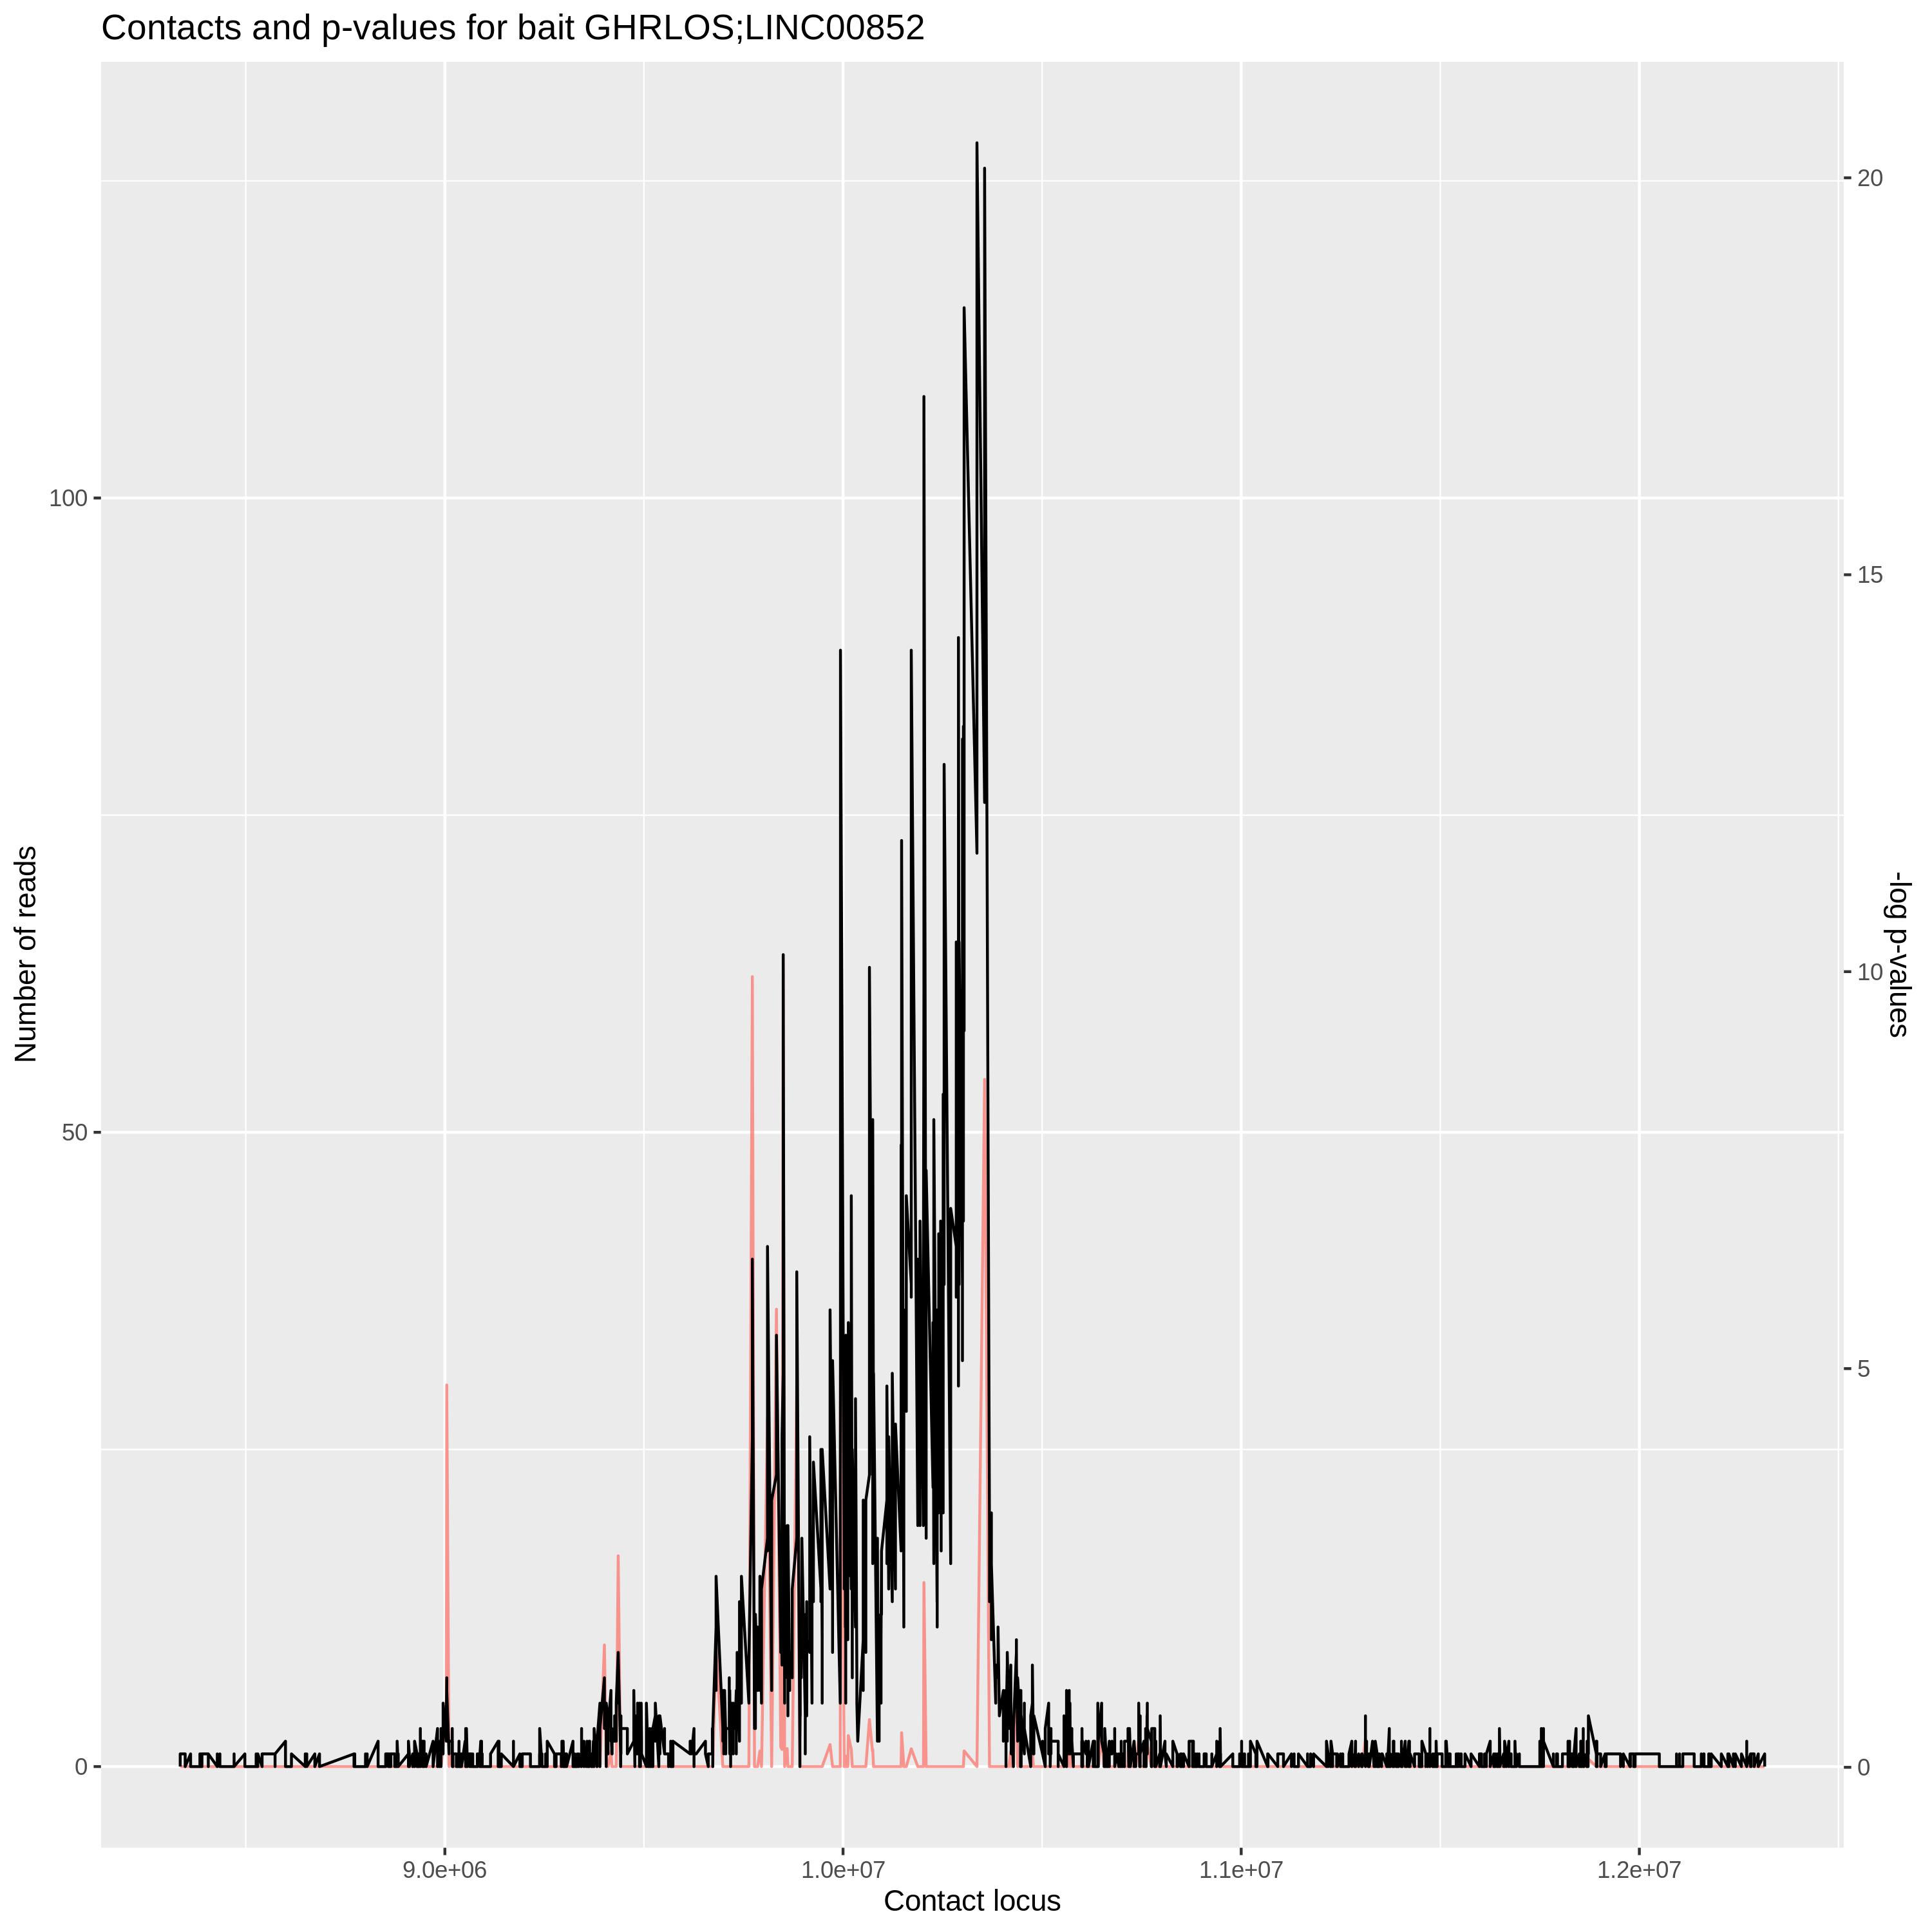 Contacts and p-values for bait GHRLOS;LINC00852
Number of reads
100
50
0
20
15
10
5
0
-log p-values
9.0e+06
1.0e+07
1.1e+07
1.2e+07
Contact locus